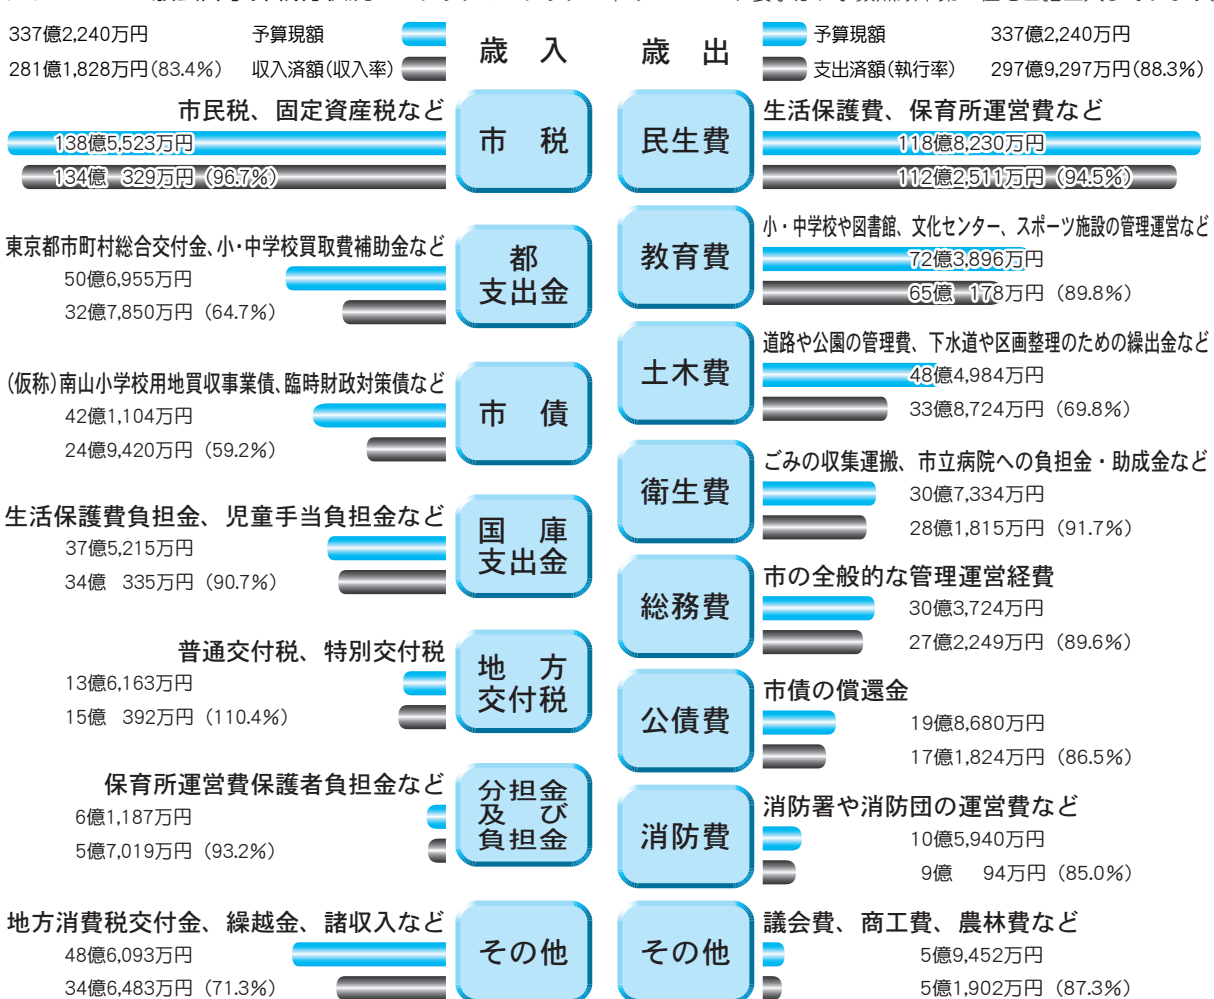 337億2,240万円 予算現額
281億1,828万円(83.4%) 収入済額(収入率)
歳 入
市民税、固定資産税など
市 税
138億5,523万円
134億 329万円 (96.7%)
東京都市町村総合交付金、小・中学校買取費補助金など
都
支出金
50億6,955万円
32億7,850万円 (64.7%)
(仮称)南山小学校用地買収事業債、臨時財政対策債など
市 債
42億1,104万円
24億9,420万円 (59.2%)
生活保護費負担金、児童手当負担金など
国 庫
支出金
37億5,215万円
34億 335万円 (90.7%)
普通交付税、特別交付税
地 方
交付税
13億6,163万円
15億 392万円 (110.4%)
保育所運営費保護者負担金など
分担金
及 び
負担金
6億1,187万円
5億7,019万円 (93.2%)
地方消費税交付金、繰越金、諸収入など
その他
48億6,093万円
34億6,483万円 (71.3%)
歳 出
予算現額 337億2,240万円
支出済額(執行率) 297億9,297万円(88.3%)
民生費
生活保護費、保育所運営費など
118億8,230万円
112億2,511万円 (94.5%)
教育費
小・中学校や図書館、文化センター、スポーツ施設の管理運営など
72億3,896万円
65億 178万円 (89.8%)
土木費
道路や公園の管理費、下水道や区画整理のための繰出金など
48億4,984万円
33億8,724万円 (69.8%)
衛生費
ごみの収集運搬、市立病院への負担金・助成金など
30億7,334万円
28億1,815万円 (91.7%)
総務費
市の全般的な管理運営経費
30億3,724万円
27億2,249万円 (89.6%)
公債費
市債の償還金
19億8,680万円
17億1,824万円 (86.5%)
消防費
消防署や消防団の運営費など
10億5,940万円
9億 94万円 (85.0%)
その他
議会費、商工費、農林費など
5億9,452万円
5億1,902万円 (87.3%)